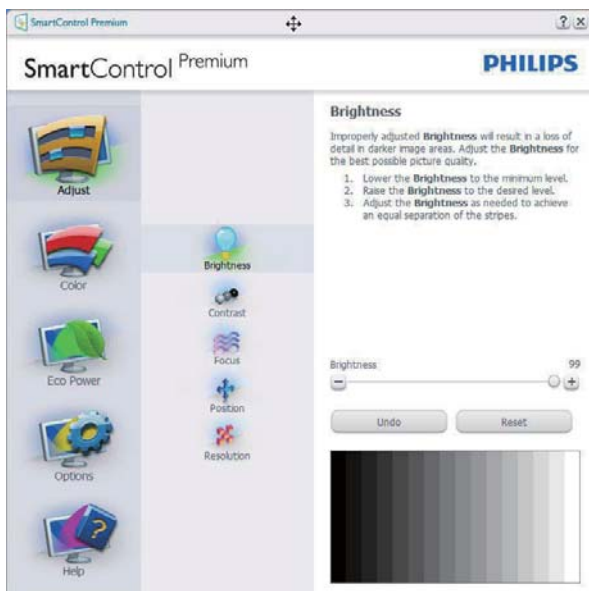 SmartControl Premium
SmartControl Premium
PHILIPS
Adjust
Color
Eco Power
Options
Help
Brightness
Contrast
Focus
Position
Resolution
Brightness
Improperly adjusted Brightness will result in a loss of
detail in darker image areas. Adjust the Brightness for
the best possible picture quality.
1. Lower the Brightness to the minimum level.
2. Raise the Brightness to the desired level.
3. Adjust the Brightness as needed to achieve
an equal separation of the stripes.
Brightness 99
Undo Reset